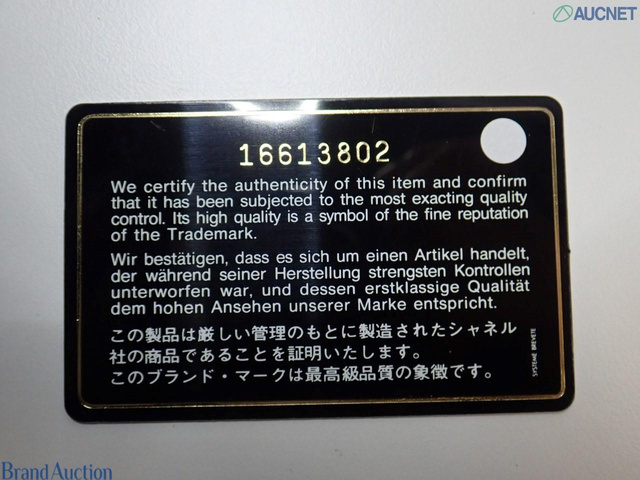 AUCNET
16613802
We certify the authenticity of this item and confirm
that it has been subjected to the most exacting quality
control. Its high quality is a symbol of the fine reputation
of the Trademark.
Wir bestätigen, dass es sich um einen Artikel handelt,
der während seiner Herstellung strengsten Kontrollen
unterworfen war, und dessen erstklassige Qualität
dem hohen Ansehen unserer Marke entspricht.
この製品は厳しい管理のもとに製造されたシャネル
社の商品であることを証明いたします。
このブランド・マークは最高級品質の象徴です。
SYSTEME BREVETE
Brand Auction